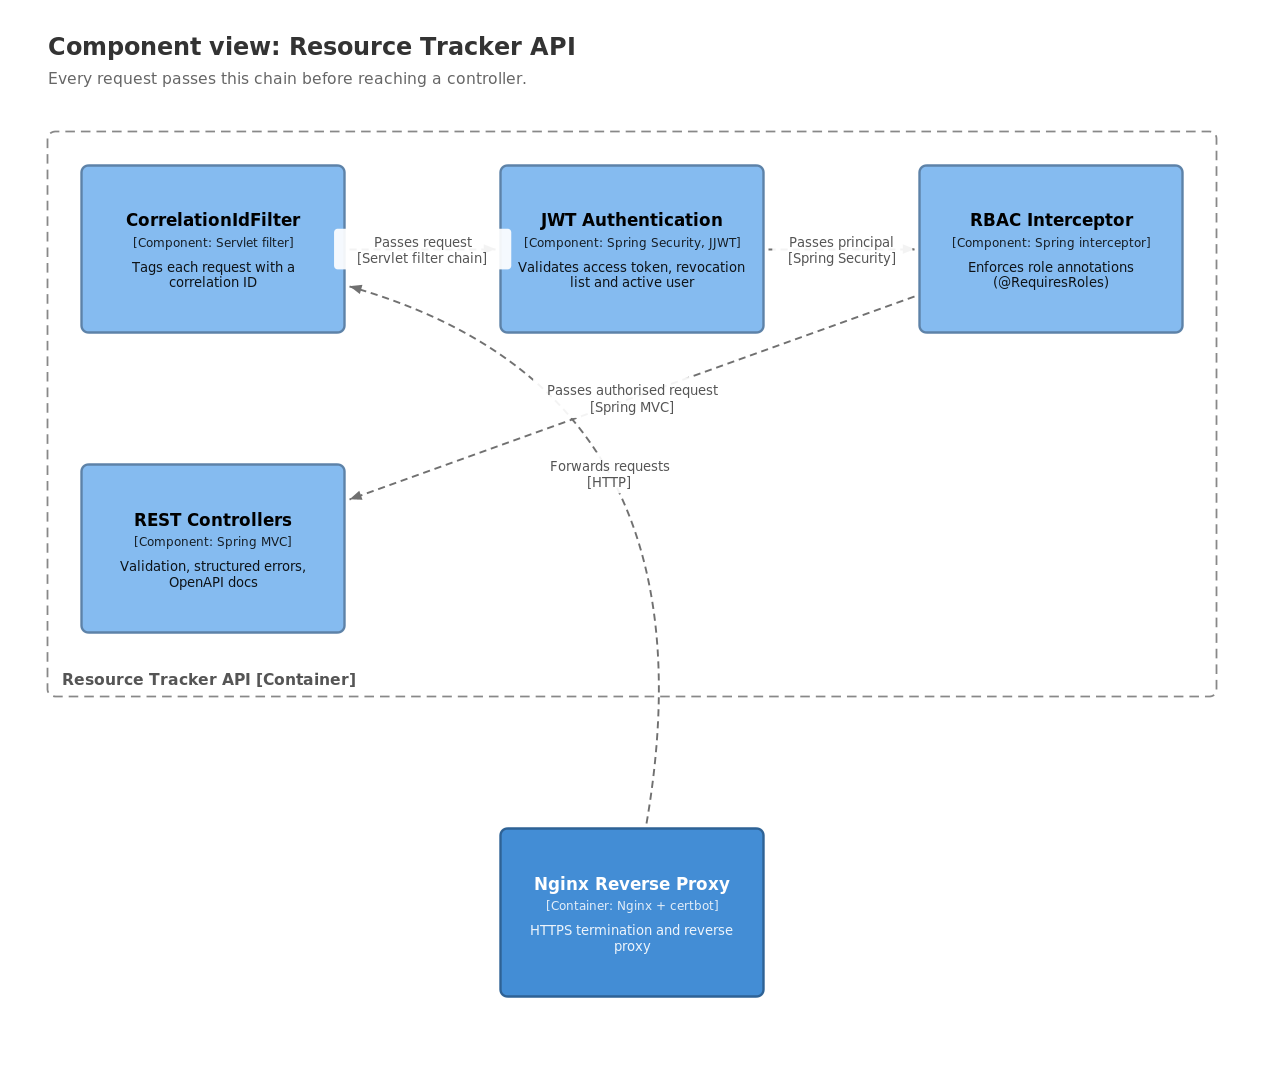 Component view: Resource Tracker API
Every request passes this chain before reaching a controller.
CorrelationIdFilter
[Component: Servlet filter]
Tags each request with a
correlation ID
Passes request
[Servlet filter chain]
JWT Authentication
[Component: Spring Security, JJWT]
Validates access token, revocation
list and active user
Passes principal
[Spring Security]
RBAC Interceptor
[Component: Spring interceptor]
Enforces role annotations
(@RequiresRoles)
Passes authorised request
[Spring MVC]
Forwards requests
[HTTP]
REST Controllers
[Component: Spring MVC]
Validation, structured errors,
OpenAPI docs
Resource Tracker API [Container]
Nginx Reverse Proxy
[Container: Nginx + certbot]
HTTPS termination and reverse
proxy